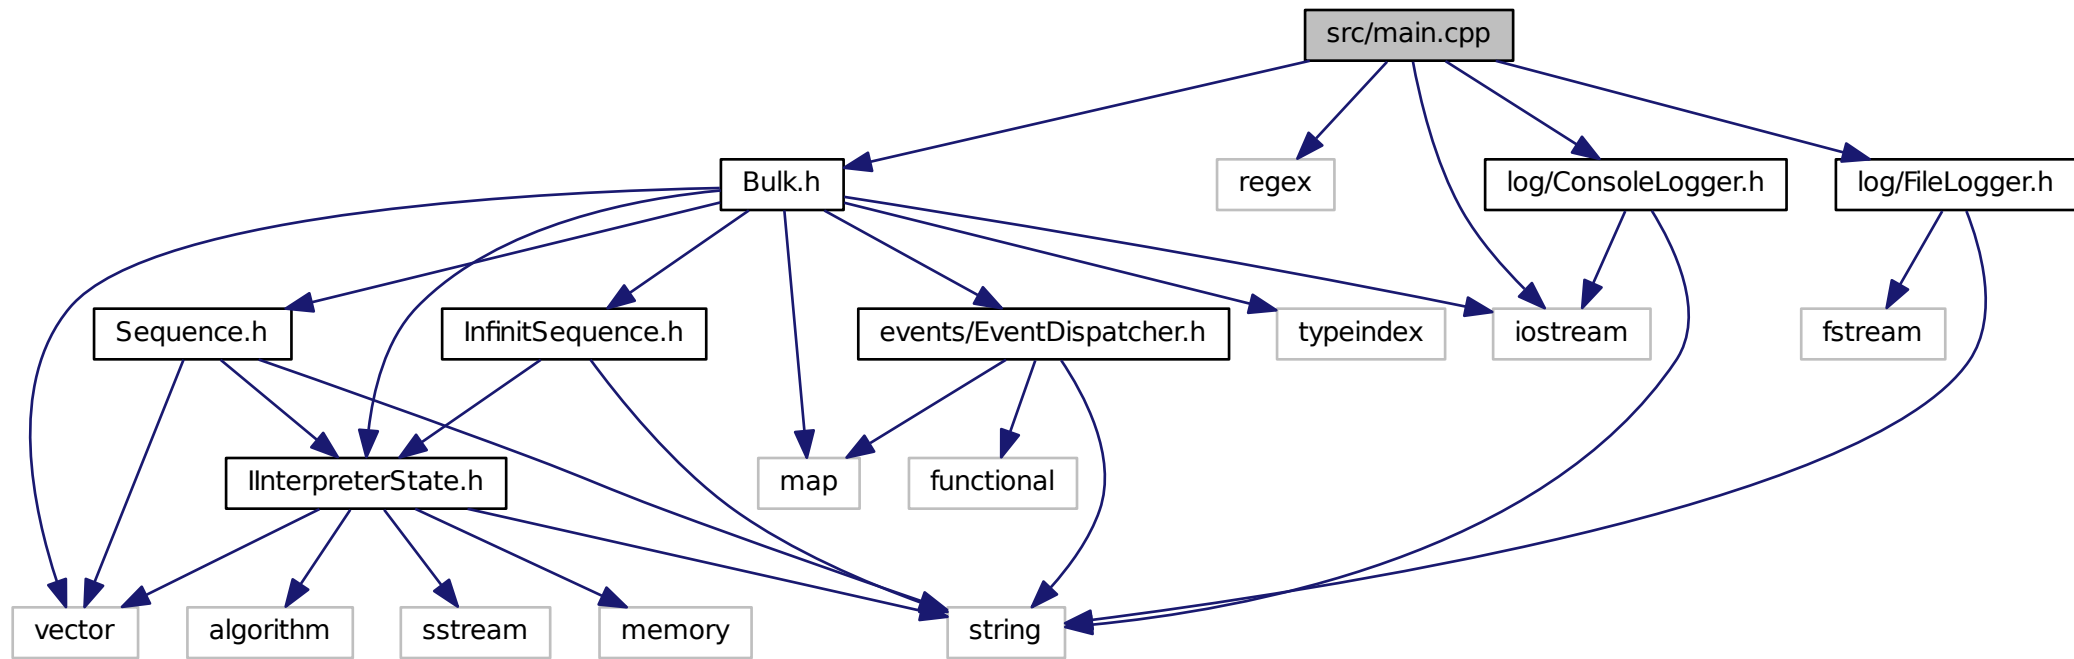 src/main.cpp
Bulk.h
regex
log/ConsoleLogger.h
log/FileLogger.h
Sequence.h
InfinitSequence.h
events/EventDispatcher.h
typeindex
iostream
fstream
IInterpreterState.h
map
functional
vector
algorithm
sstream
memory
string